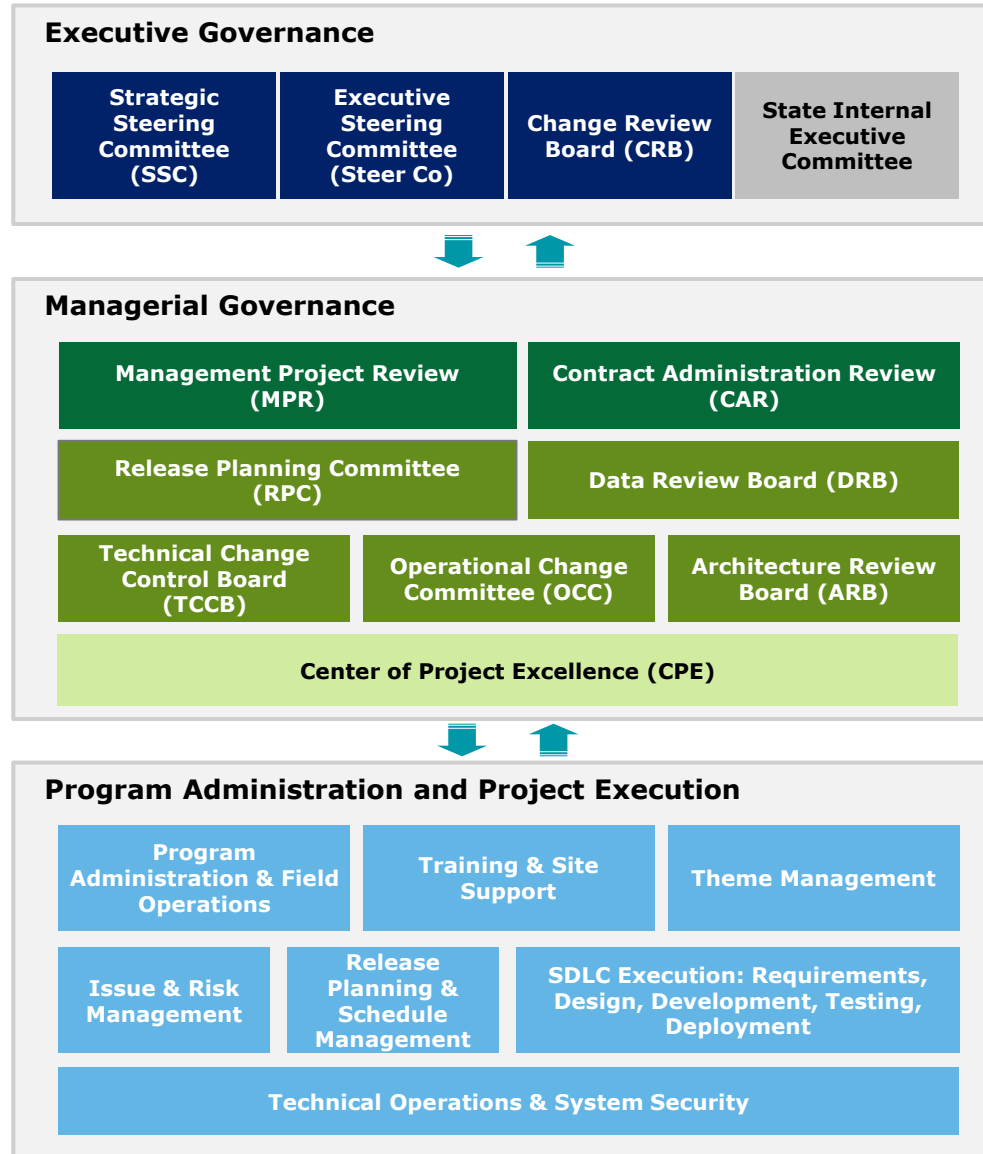 Executive Governance
Strategic
Steering
Committee
(SSC)
Executive
Steering
Committee
(Steer Co)
Change Review
Board (CRB)
State Internal
Executive
Committee
Managerial Governance
Management Project Review
(MPR)
Contract Administration Review
(CAR)
Release Planning Committee
(RPC)
Data Review Board (DRB)
Technical Change
Control Board
(TCCB)
Operational Change
Committee (OCC)
Architecture Review
Board (ARB)
Center of Project Excellence (CPE)
Program Administration and Project Execution
Program
Administration & Field
Operations
Training & Site
Support
Theme Management
Issue & Risk
Management
Release
Planning &
Schedule
Management
SDLC Execution: Requirements,
Design, Development, Testing,
Deployment
Technical Operations & System Security